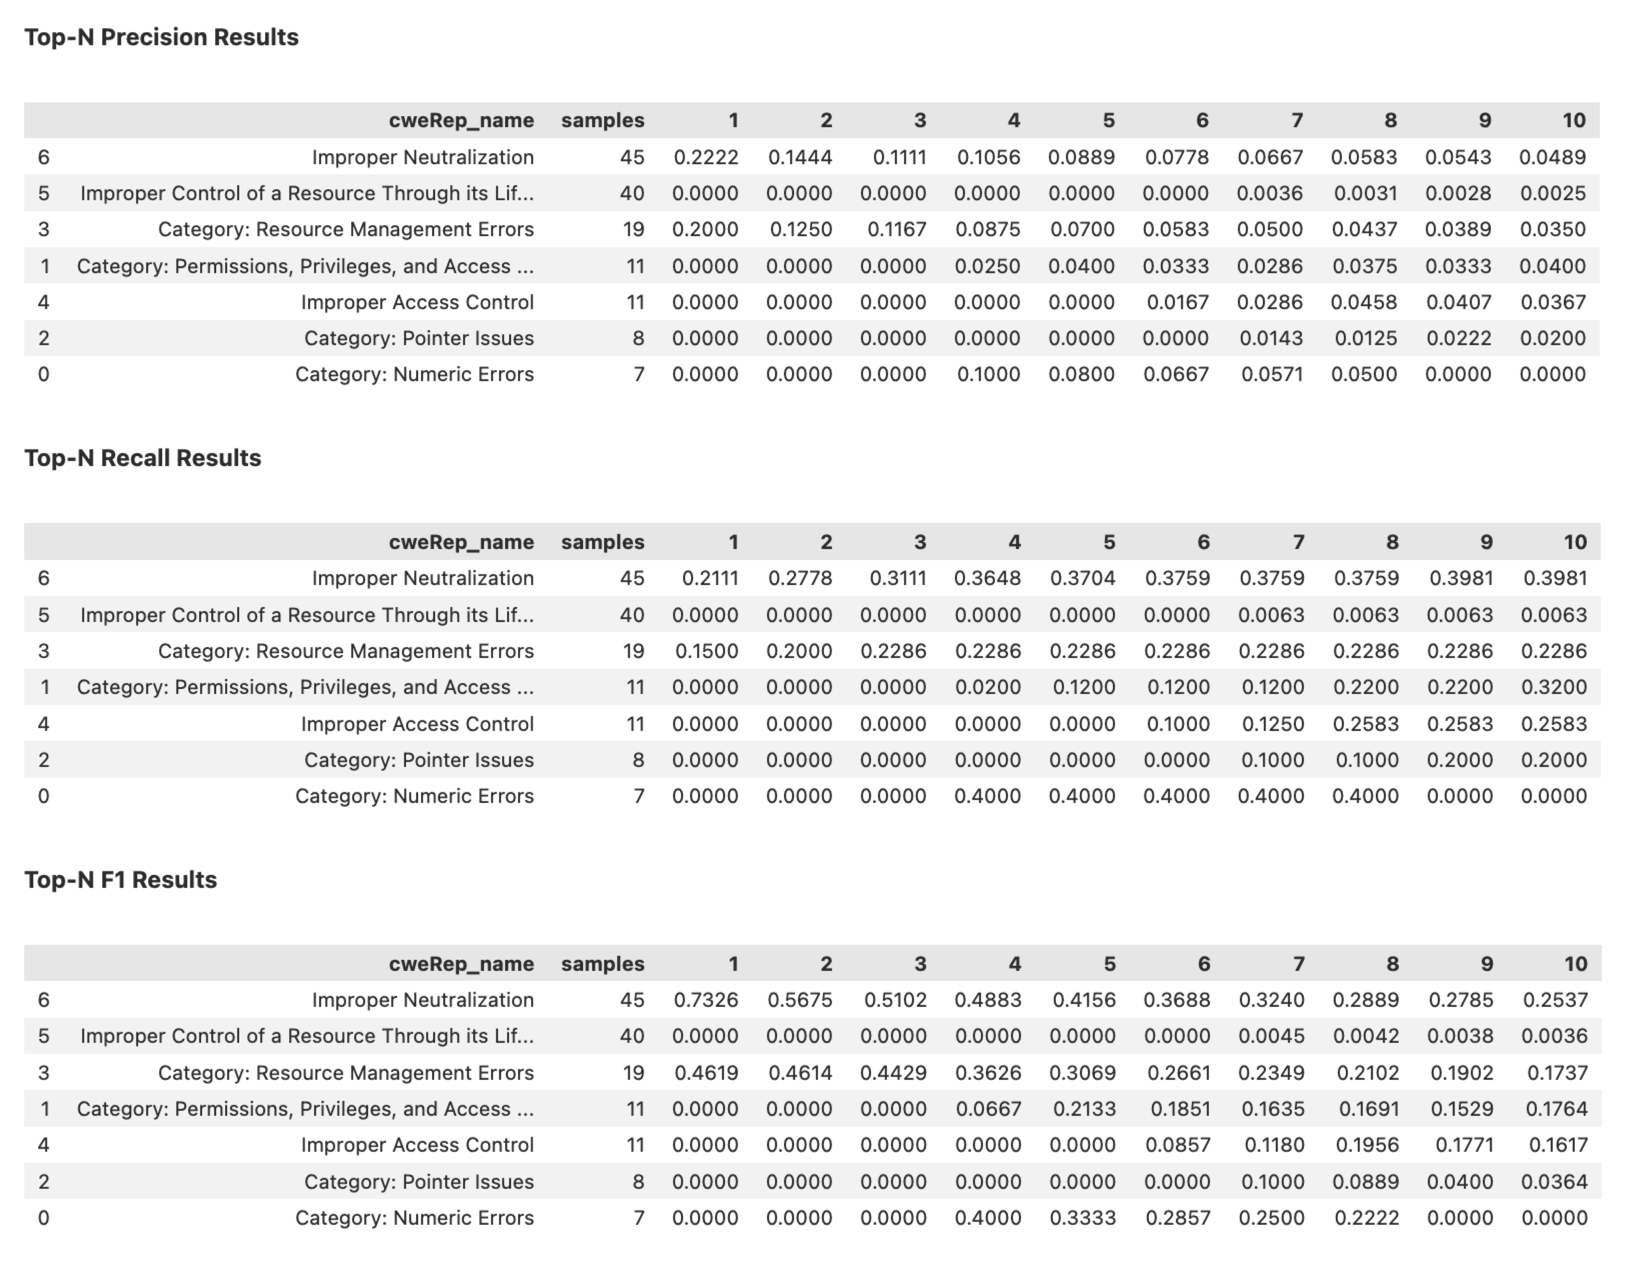 Top-N Precision Results
cweRep_name samples 1 2 3 4 5 6 7 8 9 10
6 Improper Neutralization 45 0.2222 0.1444 0.1111 0.1056 0.0889 0.0778 0.0667 0.0583 0.0543 0.0489
5 Improper Control of a Resource Through its Lif... 40 0.0000 0.0000 0.0000 0.0000 0.0000 0.0000 0.0036 0.0031 0.0028 0.0025
3 Category: Resource Management Errors 19 0.2000 0.1250 0.1167 0.0875 0.0700 0.0583 0.0500 0.0437 0.0389 0.0350
1 Category: Permissions, Privileges, and Access ... 11 0.0000 0.0000 0.0000 0.0250 0.0400 0.0333 0.0286 0.0375 0.0333 0.0400
4 Improper Access Control 11 0.0000 0.0000 0.0000 0.0000 0.0000 0.0167 0.0286 0.0458 0.0407 0.0367
2 Category: Pointer Issues 8 0.0000 0.0000 0.0000 0.0000 0.0000 0.0000 0.0143 0.0125 0.0222 0.0200
0 Category: Numeric Errors 7 0.0000 0.0000 0.0000 0.1000 0.0800 0.0667 0.0571 0.0500 0.0000 0.0000
Top-N Recall Results
cweRep_name samples 1 2 3 4 5 6 7 8 9 10
6 Improper Neutralization 45 0.2111 0.2778 0.3111 0.3648 0.3704 0.3759 0.3759 0.3759 0.3981 0.3981
5 Improper Control of a Resource Through its Lif... 40 0.0000 0.0000 0.0000 0.0000 0.0000 0.0000 0.0063 0.0063 0.0063 0.0063
3 Category: Resource Management Errors 19 0.1500 0.2000 0.2286 0.2286 0.2286 0.2286 0.2286 0.2286 0.2286 0.2286
1 Category: Permissions, Privileges, and Access ... 11 0.0000 0.0000 0.0000 0.0200 0.1200 0.1200 0.1200 0.2200 0.2200 0.3200
4 Improper Access Control 11 0.0000 0.0000 0.0000 0.0000 0.0000 0.1000 0.1250 0.2583 0.2583 0.2583
2 Category: Pointer Issues 8 0.0000 0.0000 0.0000 0.0000 0.0000 0.0000 0.1000 0.1000 0.2000 0.2000
0 Category: Numeric Errors 7 0.0000 0.0000 0.0000 0.4000 0.4000 0.4000 0.4000 0.4000 0.0000 0.0000
Top-N F1 Results
cweRep_name samples 1 2 3 4 5 6 7 8 9 10
6 Improper Neutralization 45 0.7326 0.5675 0.5102 0.4883 0.4156 0.3688 0.3240 0.2889 0.2785 0.2537
5 Improper Control of a Resource Through its Lif... 40 0.0000 0.0000 0.0000 0.0000 0.0000 0.0000 0.0045 0.0042 0.0038 0.0036
3 Category: Resource Management Errors 19 0.4619 0.4614 0.4429 0.3626 0.3069 0.2661 0.2349 0.2102 0.1902 0.1737
1 Category: Permissions, Privileges, and Access ... 11 0.0000 0.0000 0.0000 0.0667 0.2133 0.1851 0.1635 0.1691 0.1529 0.1764
4 Improper Access Control 11 0.0000 0.0000 0.0000 0.0000 0.0000 0.0857 0.1180 0.1956 0.1771 0.1617
2 Category: Pointer Issues 8 0.0000 0.0000 0.0000 0.0000 0.0000 0.0000 0.1000 0.0889 0.0400 0.0364
0 Category: Numeric Errors 7 0.0000 0.0000 0.0000 0.4000 0.3333 0.2857 0.2500 0.2222 0.0000 0.0000